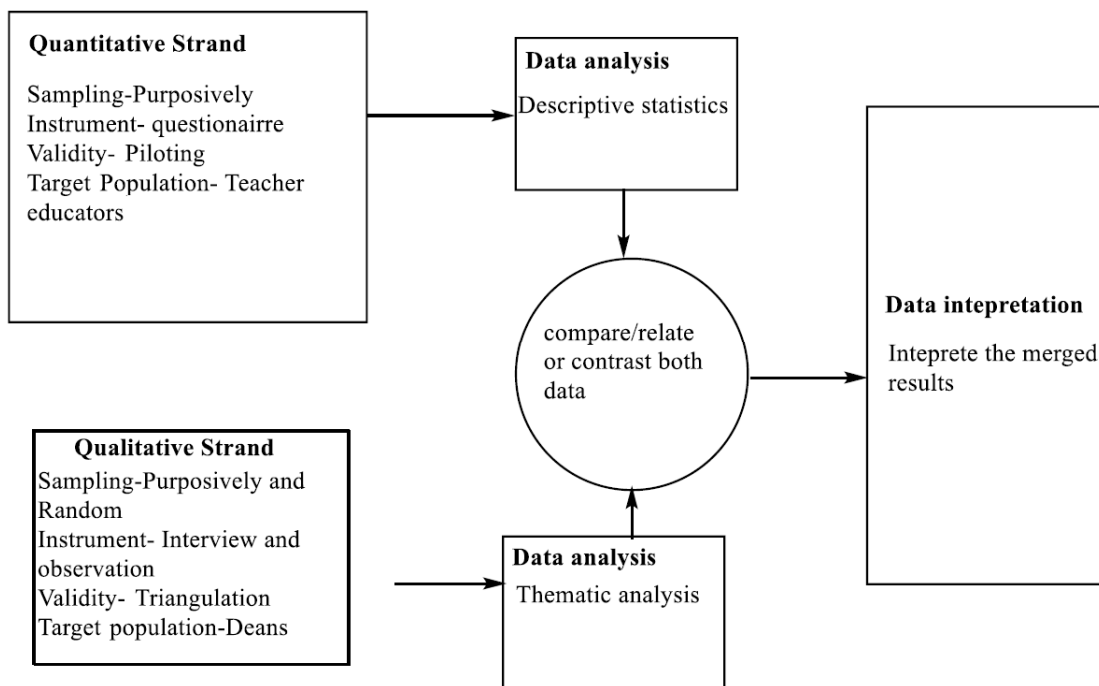 Quantitative Strand
Sampling-Purposively
Instrument- questionairre
Validity- Piloting
Target Population- Teacher
educators
Data analysis
Descriptive statistics
compare/relate
or contrast both
data
Data intepretation
Inteprete the merged
results
Qualitative Strand
Sampling-Purposively and
Random
Instrument- Interview and
observation
Validity- Triangulation
Target population-Deans
Data analysis
Thematic analysis